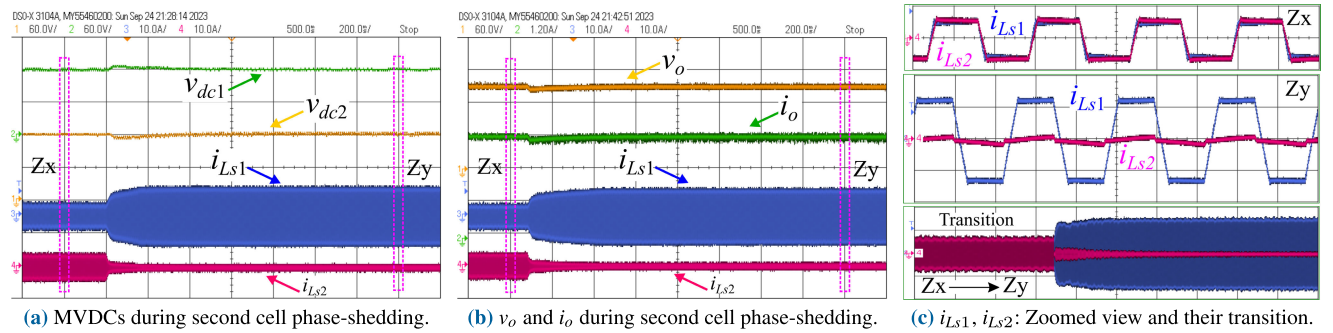 DSO-X 3104A, MY55460200: Sun Sep 24 21:28:14 2023
1 60.0V/ 2 60.0V/ 3 10.0A/ 4 10.0A/ 500.0s 200.0s/ Stop
v_dc1
v_dc2
Zx
i_Ls1
Zy
i_Ls2
(a) MVDCs during second cell phase-shedding.
DSO-X 3104A, MY55460200: Sun Sep 24 21:42:51 2023
1 60.0V/ 2 1.20A/ 3 10.0A/ 4 10.0A/ 500.0s 200.0s/ Stop
v_o
i_o
Zx
i_Ls1
Zy
i_Ls2
(b) v_o and i_o during second cell phase-shedding.
i_Ls1
Zx
i_Ls2
i_Ls1
Zy
i_Ls2
Transition
Zx → Zy
(c) i_Ls1, i_Ls2: Zoomed view and their transition.